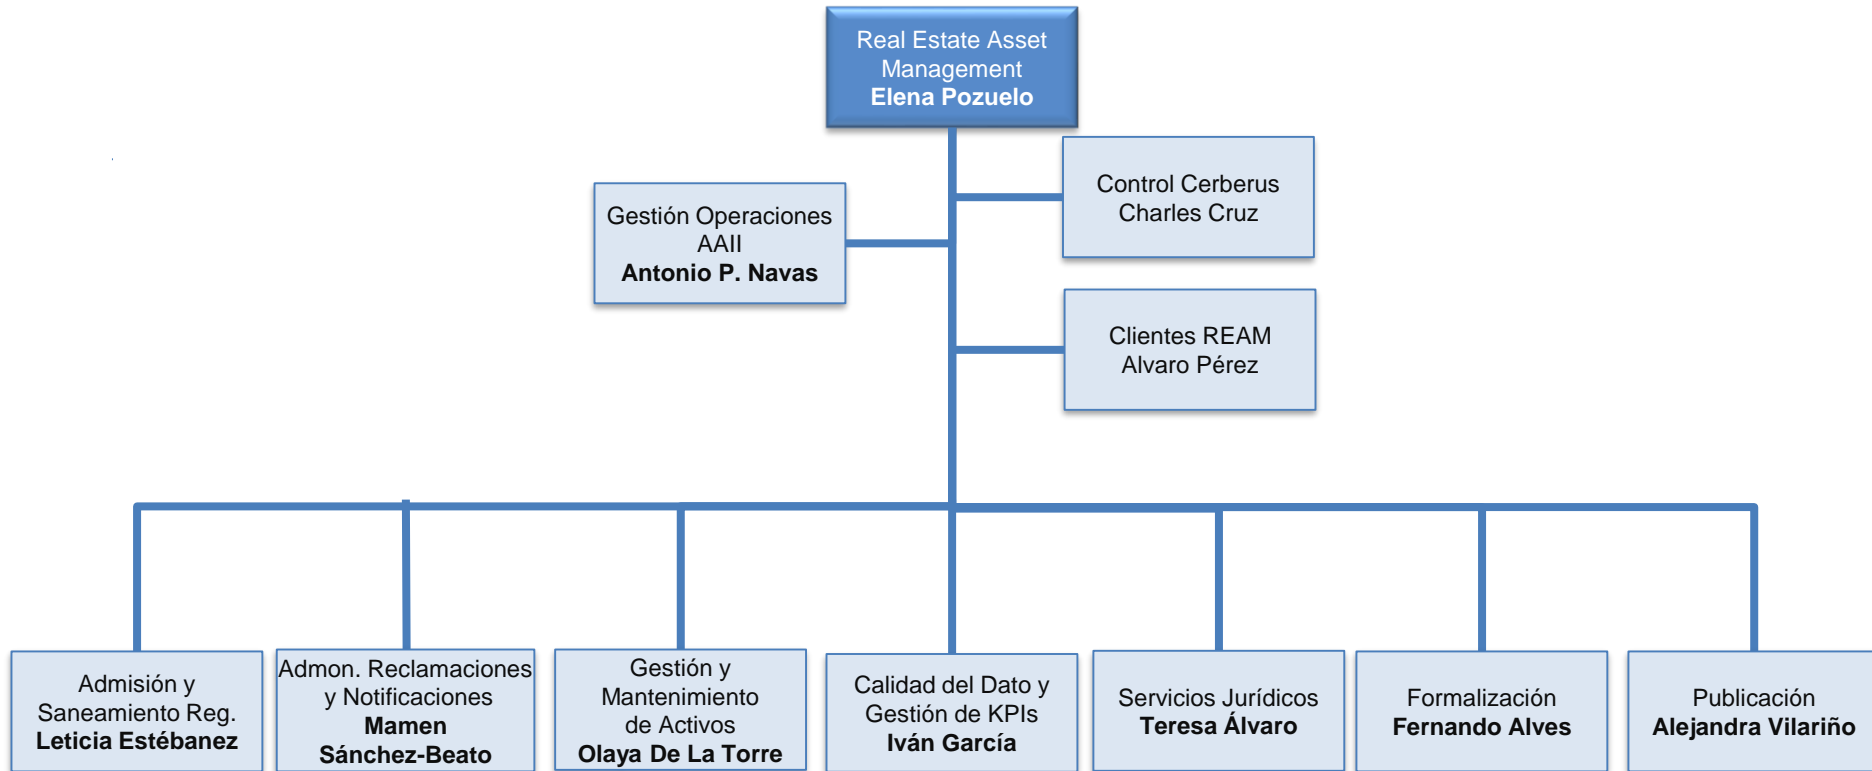 Real Estate Asset
Management
Elena Pozuelo
Control Cerberus
Charles Cruz
Gestión Operaciones
AAII
Antonio P. Navas
Clientes REAM
Alvaro Pérez
Admisión y
Saneamiento Reg.
Leticia Estébanez
Admon. Reclamaciones
y Notificaciones
Mamen
Sánchez-Beato
Gestión y
Mantenimiento
de Activos
Olaya De La Torre
Calidad del Dato y
Gestión de KPIs
Iván García
Servicios Jurídicos
Teresa Álvaro
Formalización
Fernando Alves
Publicación
Alejandra Vilariño